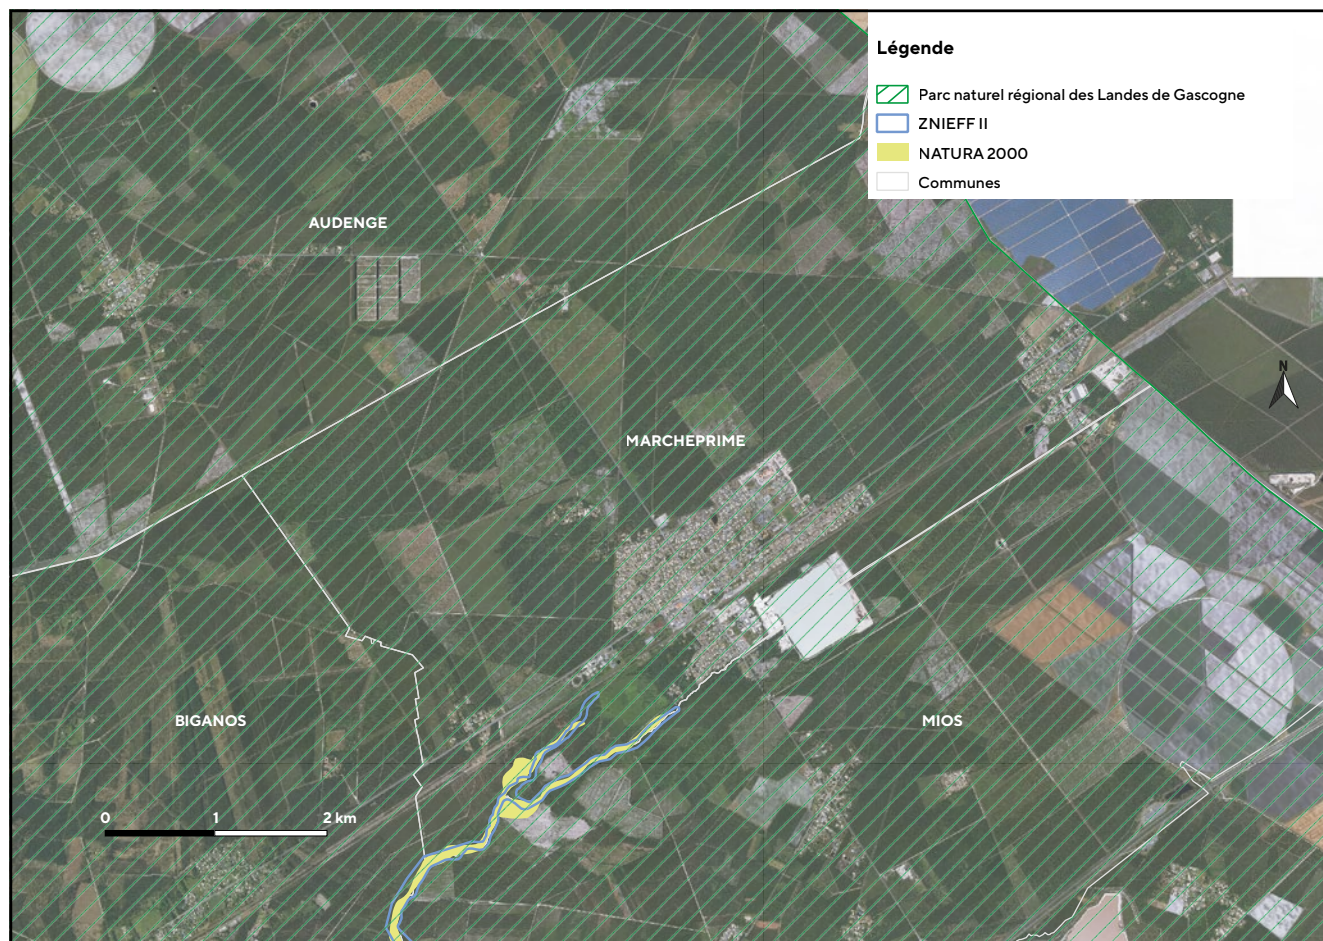 Légende
Parc naturel régional des Landes de Gascogne
ZNIEFF II
NATURA 2000
Communes
AUDENGE
N
MARCHEPRIME
BIGANOS
MIOS
0 1 2 km